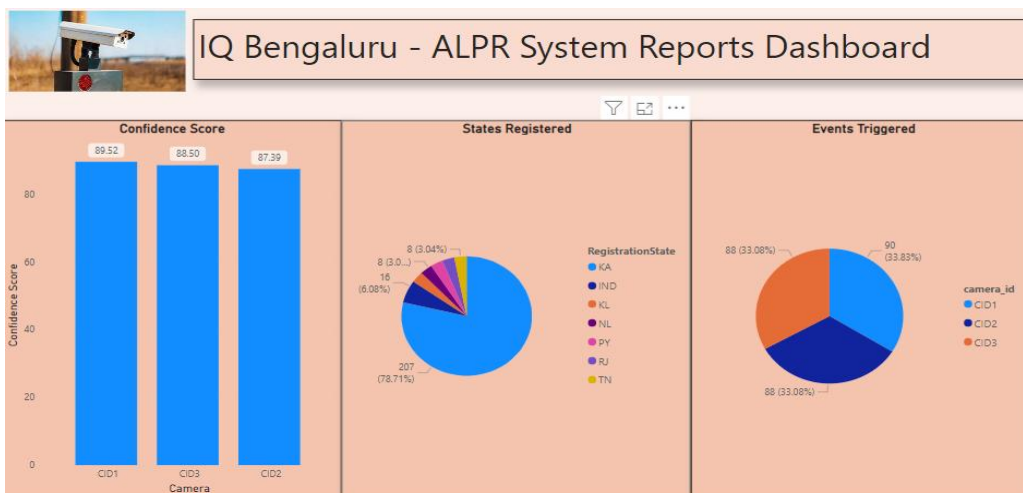 IQ Bengaluru - ALPR System Reports Dashboard
Confidence Score
89.52
88.50
87.39
80
60
40
20
0
Confidence Score
CID1
CID3
CID2
Camera
States Registered
8 (3.04%)
8 (3.0...)
16
(6.08%)
207
(78.71%)
RegistrationState
KA
IND
KL
NL
PY
RJ
TN
Events Triggered
88 (33.08%)
90
(33.83%)
88 (33.08%)
camera_id
CID1
CID2
CID3